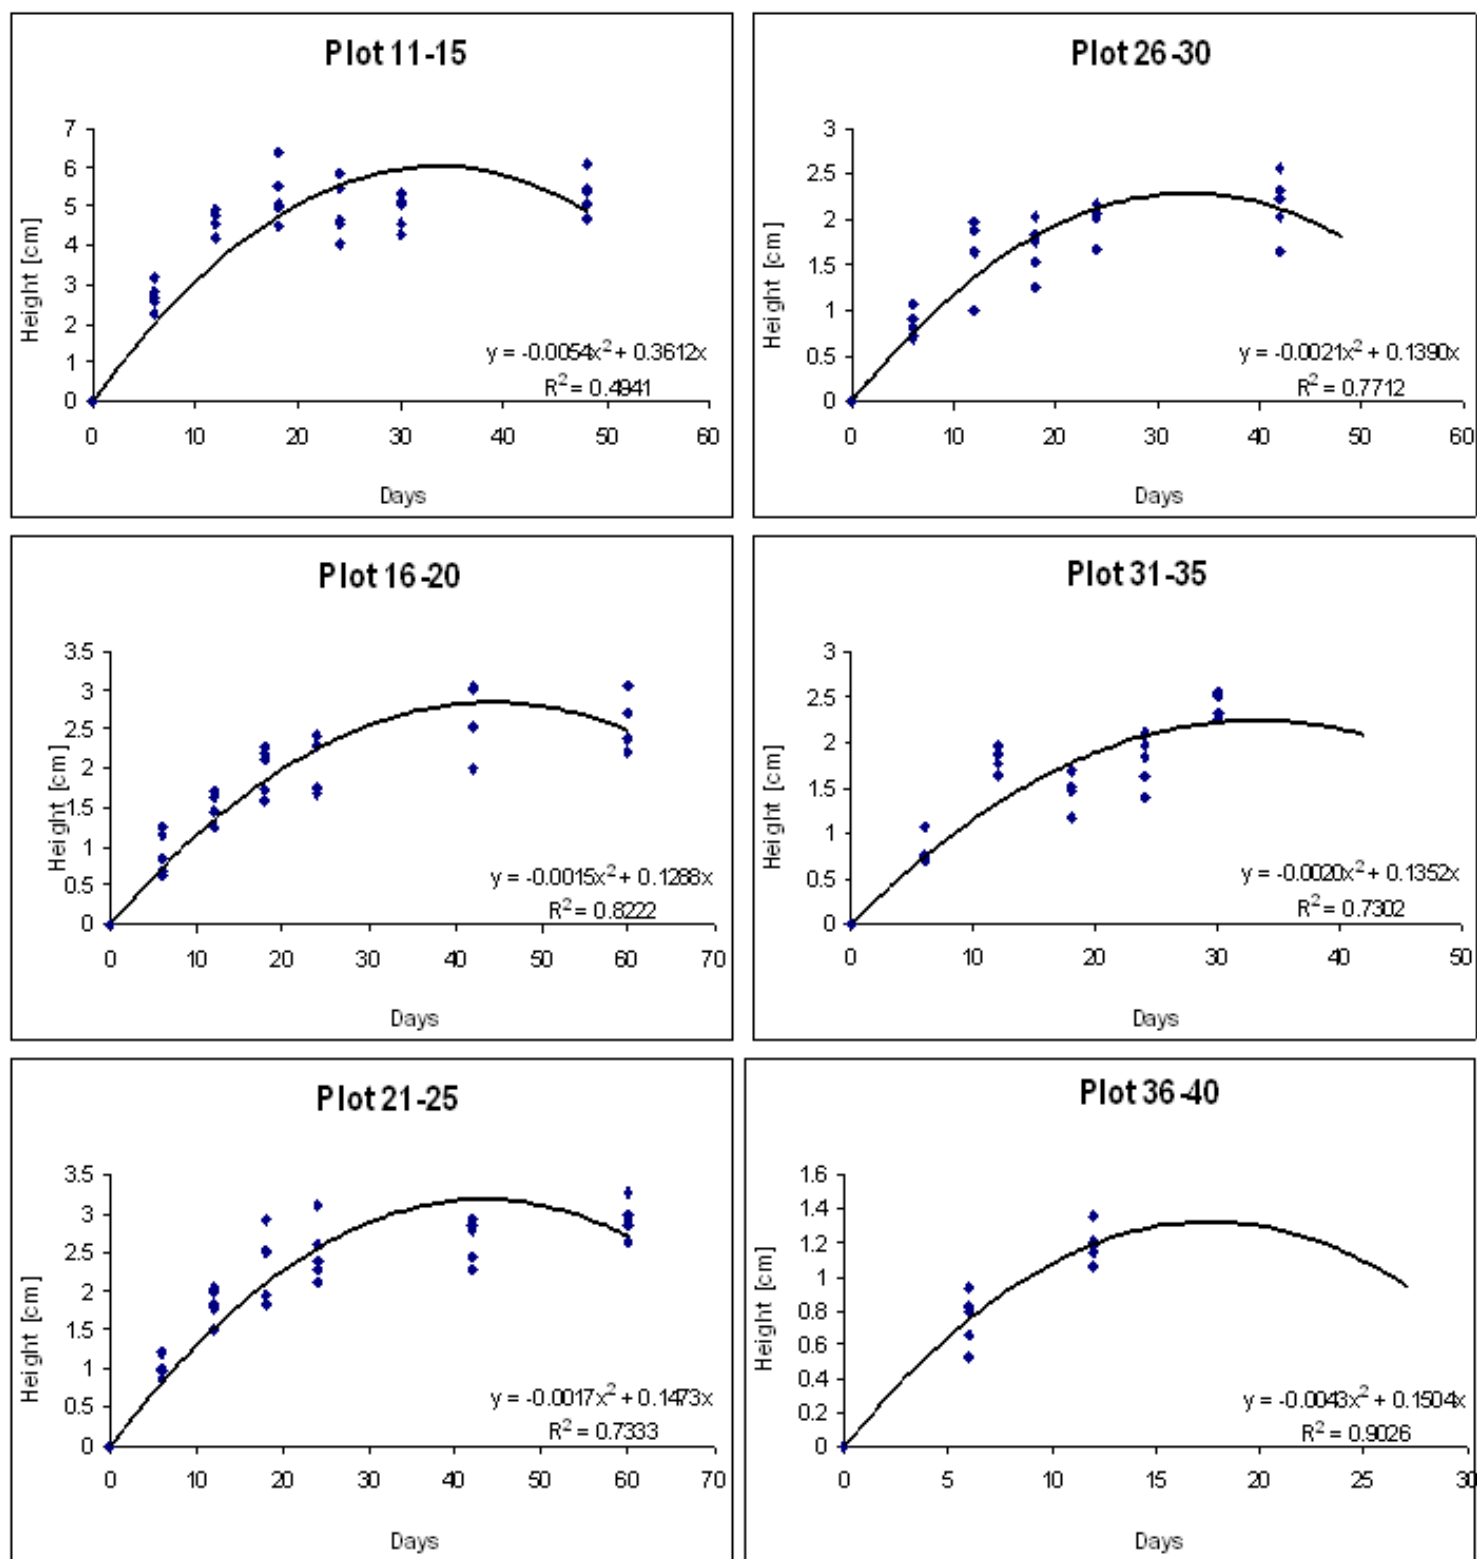 Plot 11-15
7
6
5
4
3
2
1
0
Height [cm]
y = -0.0054x² + 0.3612x
R² = 0.4941
0 10 20 30 40 50 60
Days
Plot 26-30
3
2.5
2
1.5
1
0.5
0
Height [cm]
y = -0.0021x² + 0.1390x
R² = 0.7712
0 10 20 30 40 50 60
Days
Plot 16-20
3.5
3
2.5
2
1.5
1
0.5
0
Height [cm]
y = -0.0015x² + 0.1288x
R² = 0.8222
0 10 20 30 40 50 60 70
Days
Plot 31-35
3
2.5
2
1.5
1
0.5
0
Height [cm]
y = -0.0020x² + 0.1352x
R² = 0.7302
0 10 20 30 40 50
Days
Plot 21-25
3.5
3
2.5
2
1.5
1
0.5
0
Height [cm]
y = -0.0017x² + 0.1473x
R² = 0.7333
0 10 20 30 40 50 60 70
Days
Plot 36-40
1.6
1.4
1.2
1
0.8
0.6
0.4
0.2
0
Height [cm]
y = -0.0043x² + 0.1504x
R² = 0.9026
0 5 10 15 20 25 30
Days